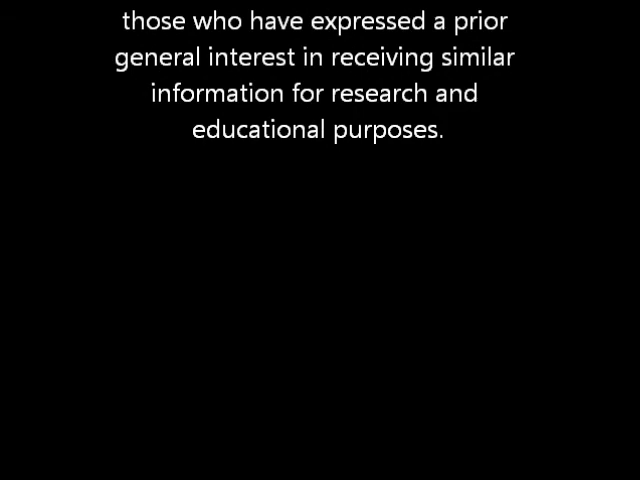 those who have expressed a prior
general interest in receiving similar
information for research and
educational purposes.